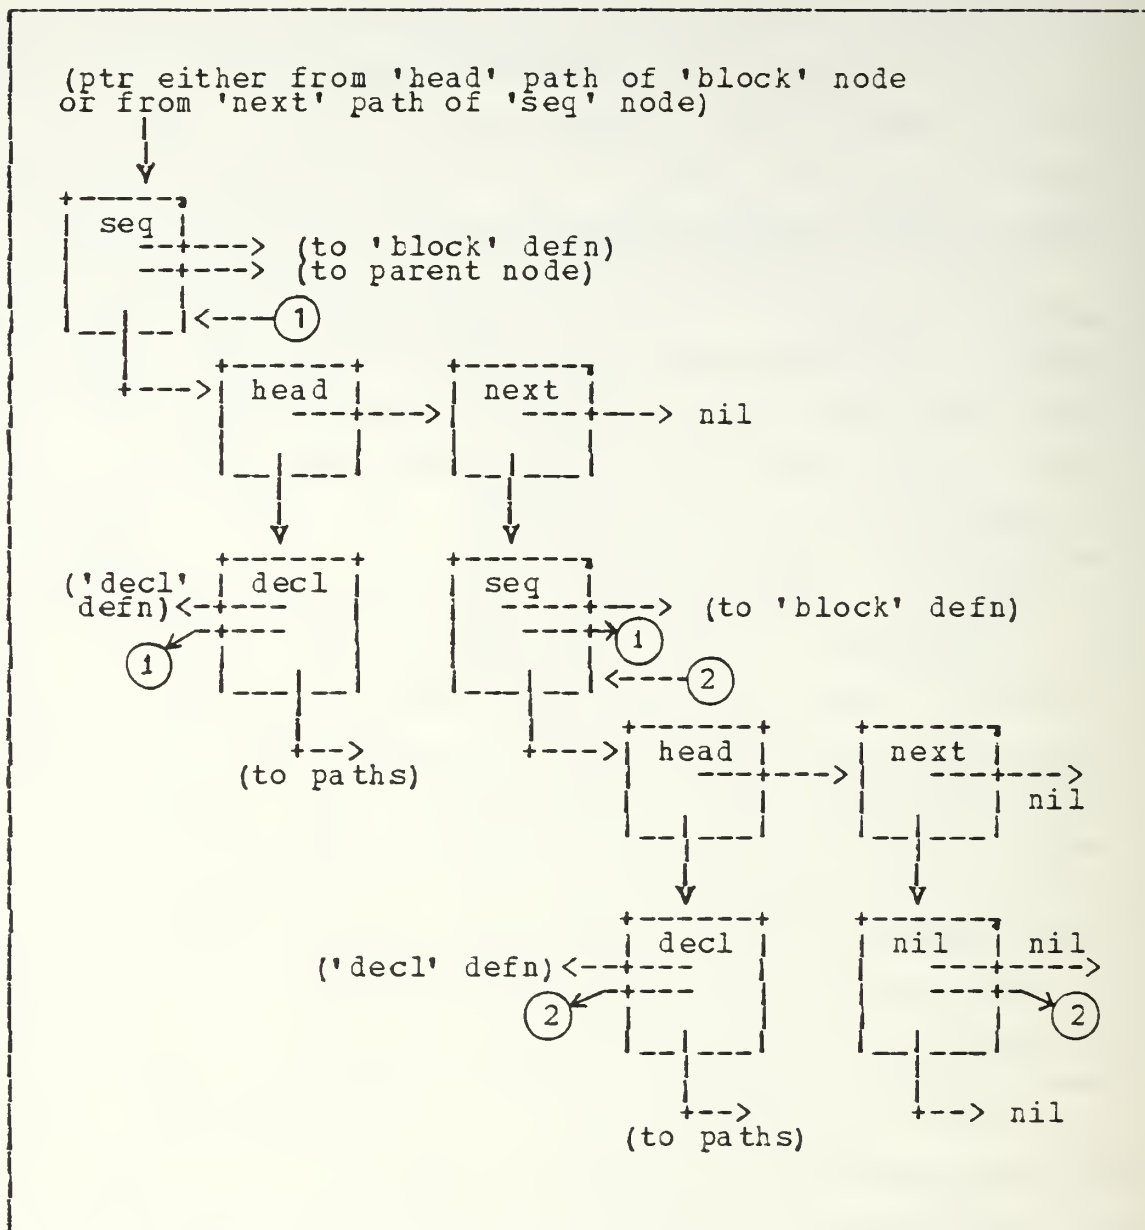 (ptr either from 'head' path of 'block' node
or from 'next' path of 'seq' node)
seq
(to 'block' defn)
(to parent node)
1
head
next
nil
('decl'
defn)
decl
seq
(to 'block' defn)
1
1
2
(to paths)
head
next
nil
('decl' defn)
decl
nil
nil
2
2
(to paths)
nil